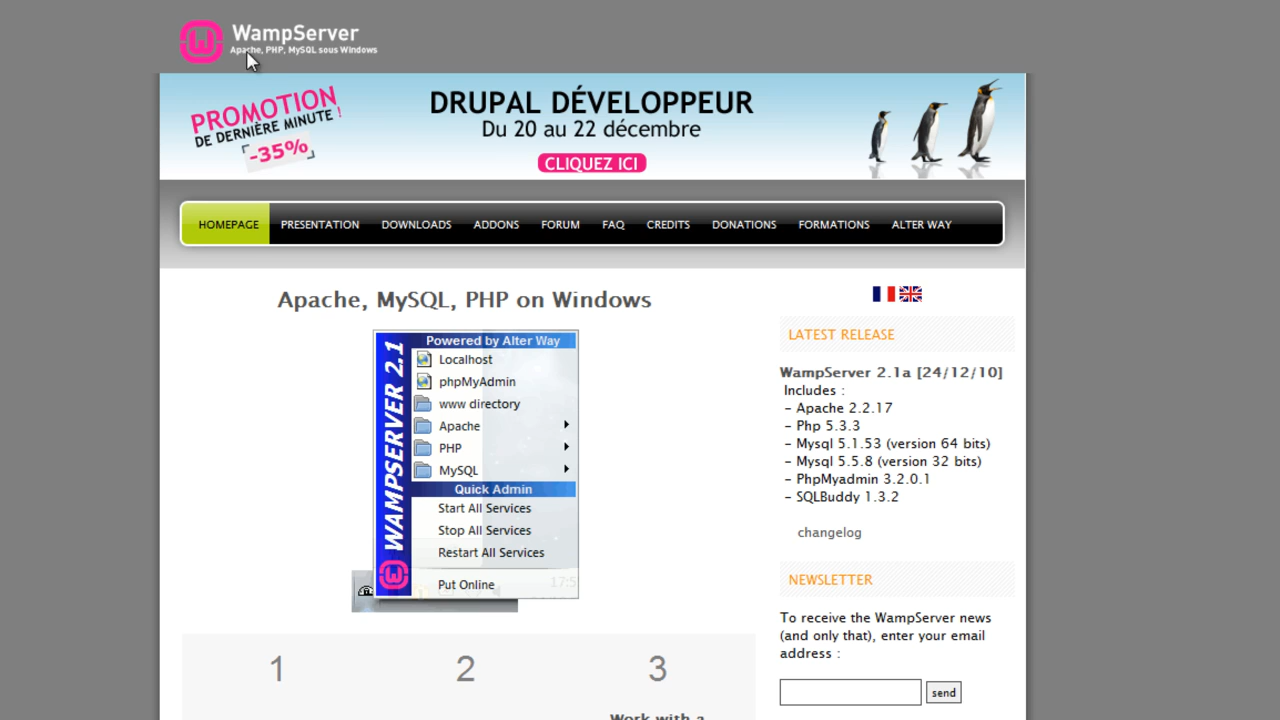 WampServer
Apache, PHP, MySQL sous Windows
PROMOTION
DE DERNIÈRE MINUTE !
-35%
DRUPAL DÉVELOPPEUR
Du 20 au 22 décembre
CLIQUEZ ICI
HOMEPAGE PRESENTATION DOWNLOADS ADDONS FORUM FAQ CREDITS DONATIONS FORMATIONS ALTER WAY
Apache, MySQL, PHP on Windows
WAMPSERVER 2.1
Powered by Alter Way
Localhost
phpMyAdmin
www directory
Apache
PHP
MySQL
Quick Admin
Start All Services
Stop All Services
Restart All Services
Put Online
17:5
1 2 3
Work with a
LATEST RELEASE
WampServer 2.1a [24/12/10]
Includes :
- Apache 2.2.17
- Php 5.3.3
- Mysql 5.1.53 (version 64 bits)
- Mysql 5.5.8 (version 32 bits)
- PhpMyadmin 3.2.0.1
- SQLBuddy 1.3.2
changelog
NEWSLETTER
To receive the WampServer news
(and only that), enter your email
address :
send